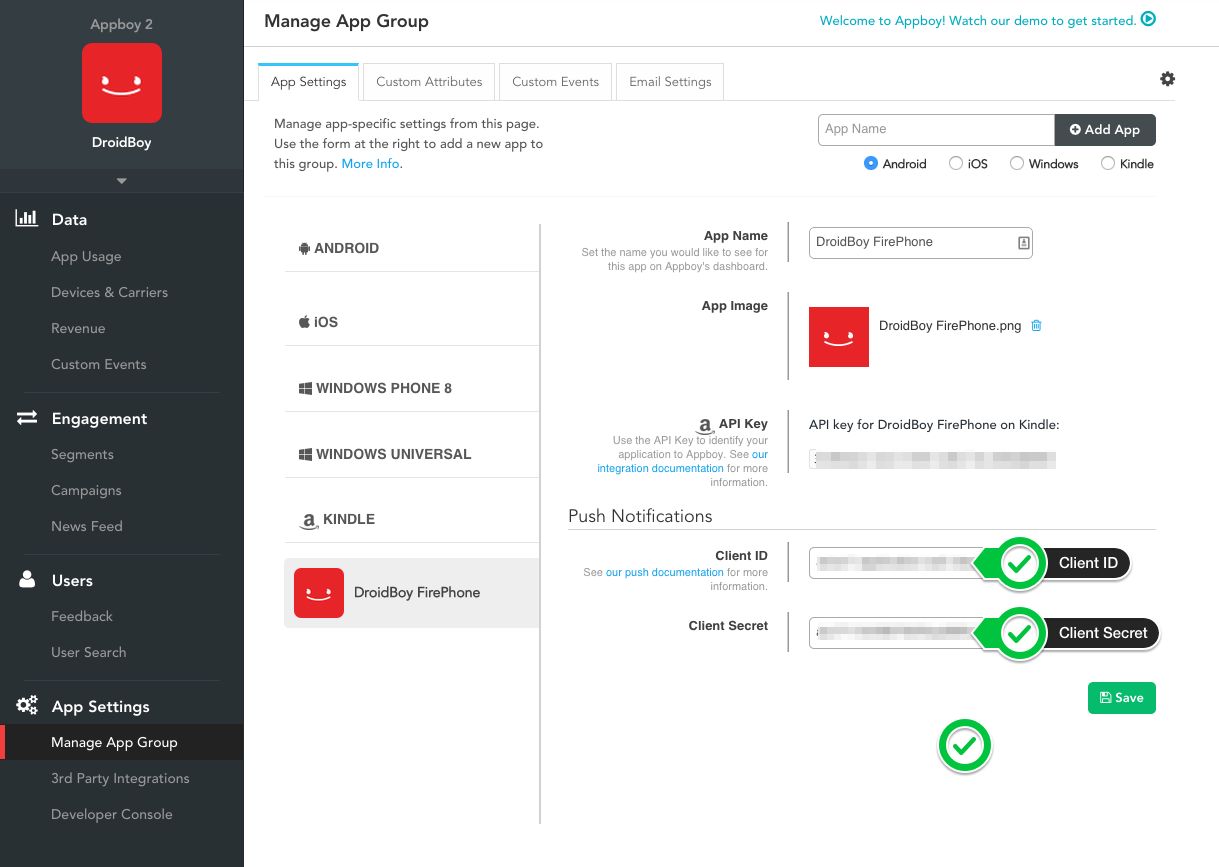 Appboy 2
DroidBoy
Data
App Usage
Devices & Carriers
Revenue
Custom Events
Engagement
Segments
Campaigns
News Feed
Users
Feedback
User Search
App Settings
Manage App Group
3rd Party Integrations
Developer Console
Manage App Group
Welcome to Appboy! Watch our demo to get started.
App Settings
Custom Attributes
Custom Events
Email Settings
Manage app-specific settings from this page.
Use the form at the right to add a new app to
this group. More Info.
App Name
Add App
Android
iOS
Windows
Kindle
ANDROID
iOS
WINDOWS PHONE 8
WINDOWS UNIVERSAL
KINDLE
DroidBoy FirePhone
App Name
Set the name you would like to see for
this app on Appboy's dashboard.
DroidBoy FirePhone
App Image
DroidBoy FirePhone.png
API Key
Use the API Key to identify your
application to Appboy. See our
integration documentation for more
information.
API key for DroidBoy FirePhone on Kindle:
Push Notifications
Client ID
See our push documentation for more
information.
Client ID
Client Secret
Client Secret
Save